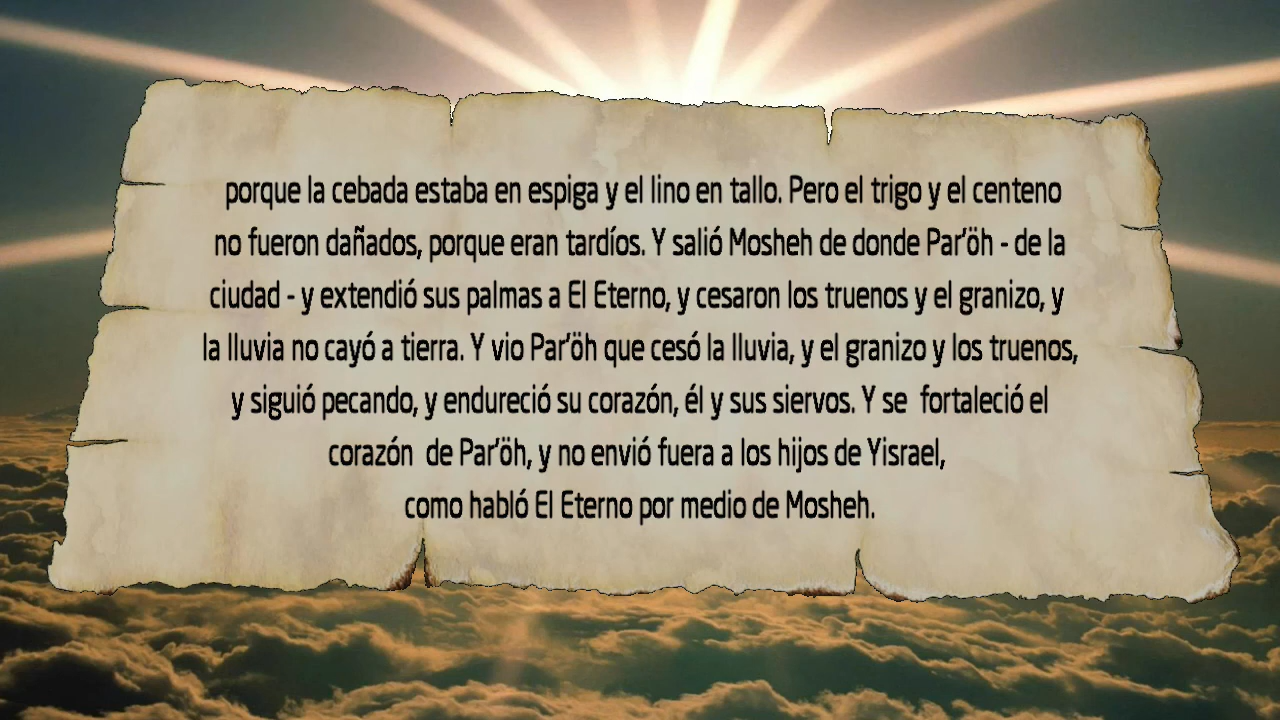 porque la cebada estaba en espiga y el lino en tallo. Pero el trigo y el centeno
no fueron dañados, porque eran tardíos. Y salió Mosheh de donde Par’öh - de la
ciudad - y extendió sus palmas a El Eterno, y cesaron los truenos y el granizo, y
la lluvia no cayó a tierra. Y vio Par’öh que cesó la lluvia, y el granizo y los truenos,
y siguió pecando, y endureció su corazón, él y sus siervos. Y se  fortaleció el
corazón  de Par’öh, y no envió fuera a los hijos de Yisrael,
como habló El Eterno por medio de Mosheh.